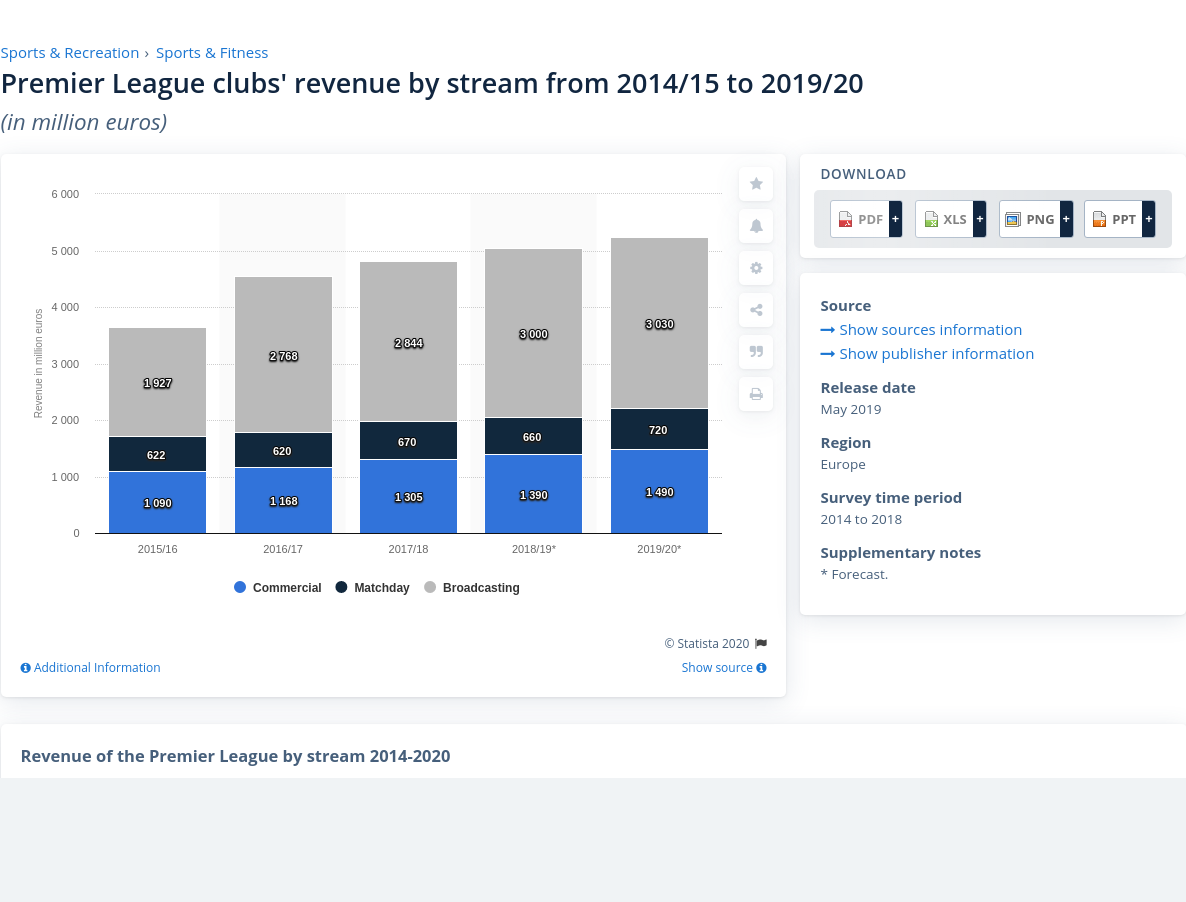 Sports & Recreation › Sports & Fitness
Premier League clubs' revenue by stream from 2014/15 to 2019/20
(in million euros)
6 000
5 000
4 000
3 000
2 000
1 000
0
Revenue in million euros
1 927
2 768
2 844
3 000
3 030
622
620
670
660
720
1 090
1 168
1 305
1 390
1 490
2015/16
2016/17
2017/18
2018/19*
2019/20*
Commercial Matchday Broadcasting
© Statista 2020
Additional Information
Show source
DOWNLOAD
PDF + XLS + PNG + PPT +
Source
Show sources information
Show publisher information
Release date
May 2019
Region
Europe
Survey time period
2014 to 2018
Supplementary notes
* Forecast.
Revenue of the Premier League by stream 2014-2020